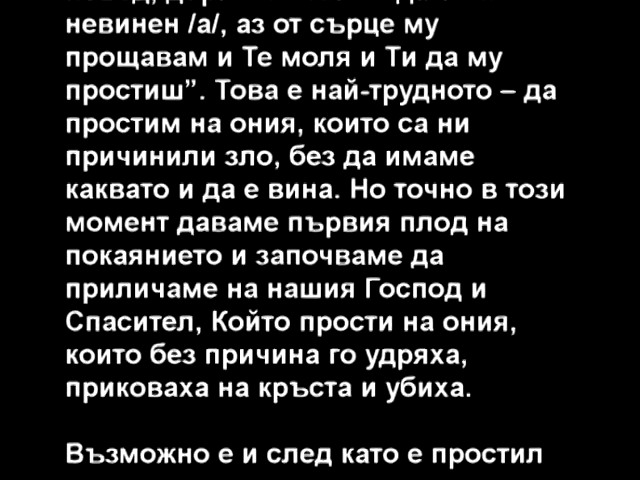 невинен /а/, аз от сърце му
прощавам и Те моля и Ти да му
простиш”. Това е най-трудното – да
простим на ония, които са ни
причинили зло, без да имаме
каквато и да е вина. Но точно в този
момент даваме първия плод на
покаянието и започваме да
приличаме на нашия Господ и
Спасител, Който прости на ония,
които без причина го удряха,
приковаха на кръста и убиха.
Възможно е и след като е простил